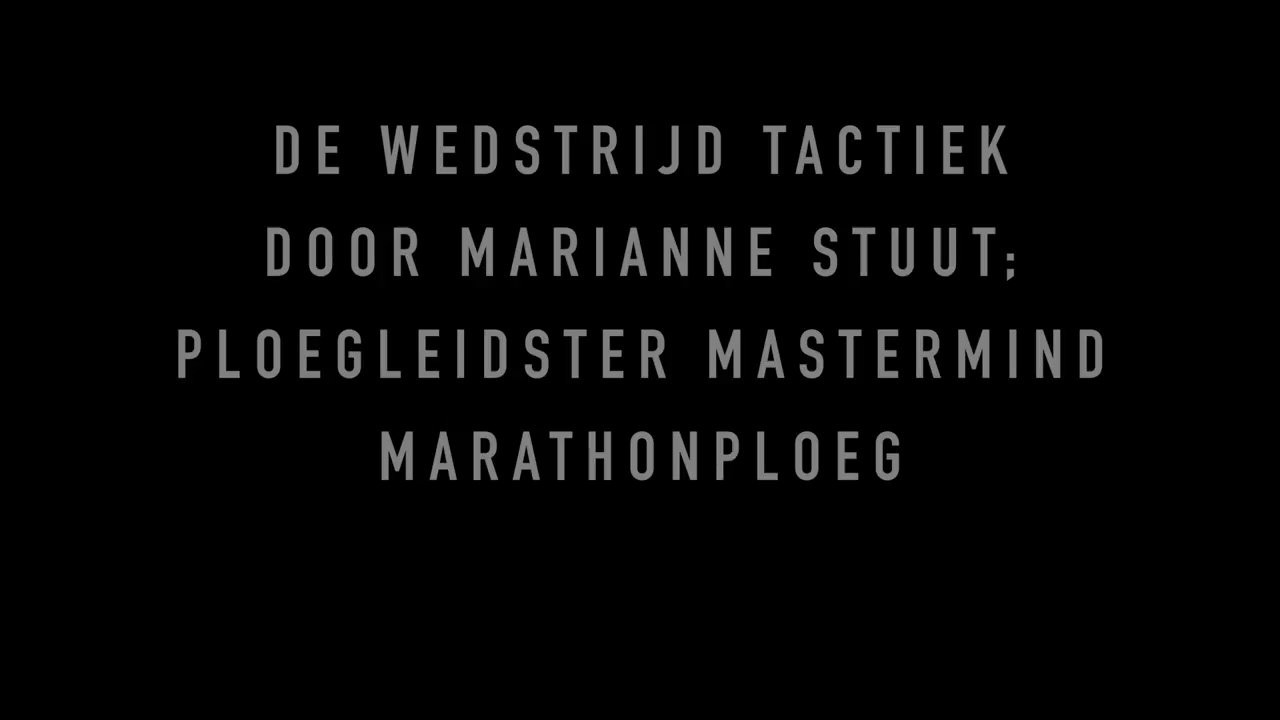 DE WEDSTRIJD TACTIEK
DOOR MARIANNE STUUT;
PLOEGLEIDSTER MASTERMIND
MARATHONPLOEG